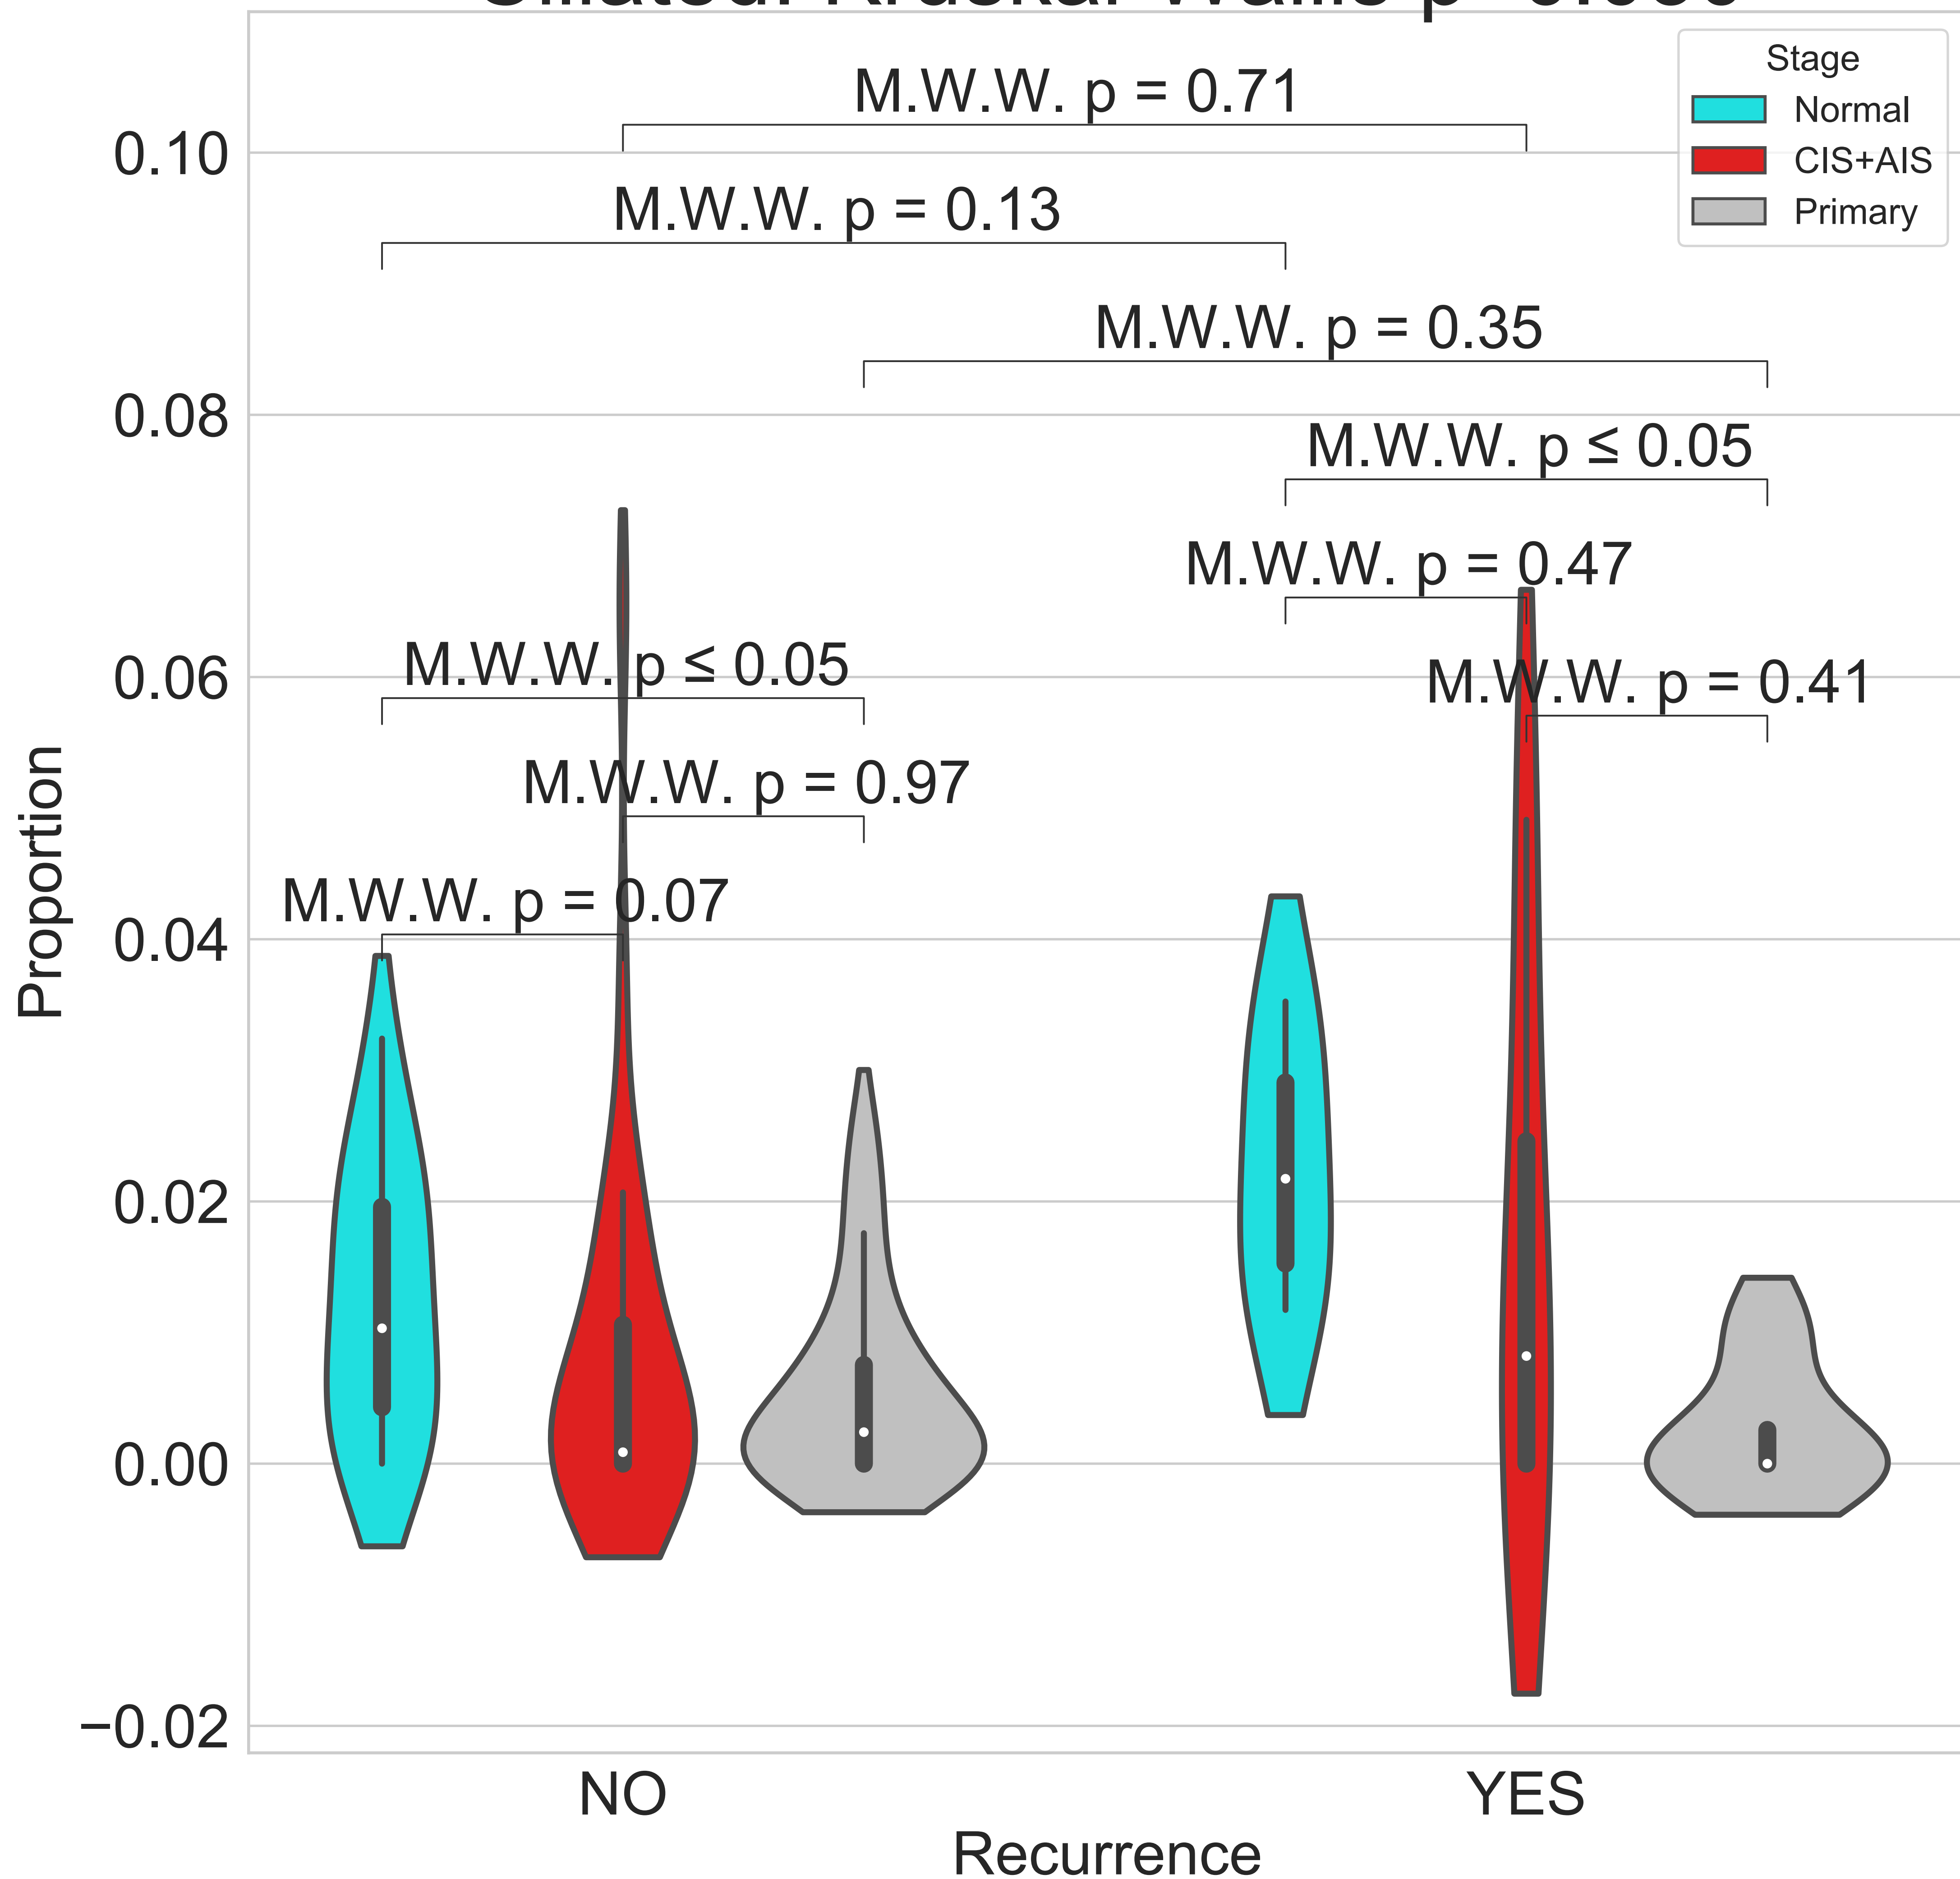 Stage
Normal
CIS+AIS
Primary
M.W.W. p = 0.71
M.W.W. p = 0.13
M.W.W. p = 0.35
M.W.W. p ≤ 0.05
M.W.W. p = 0.47
M.W.W. p ≤ 0.05
M.W.W. p = 0.41
M.W.W. p = 0.97
M.W.W. p = 0.07
0.10
0.08
0.06
0.04
0.02
0.00
−0.02
Proportion
NO
YES
Recurrence